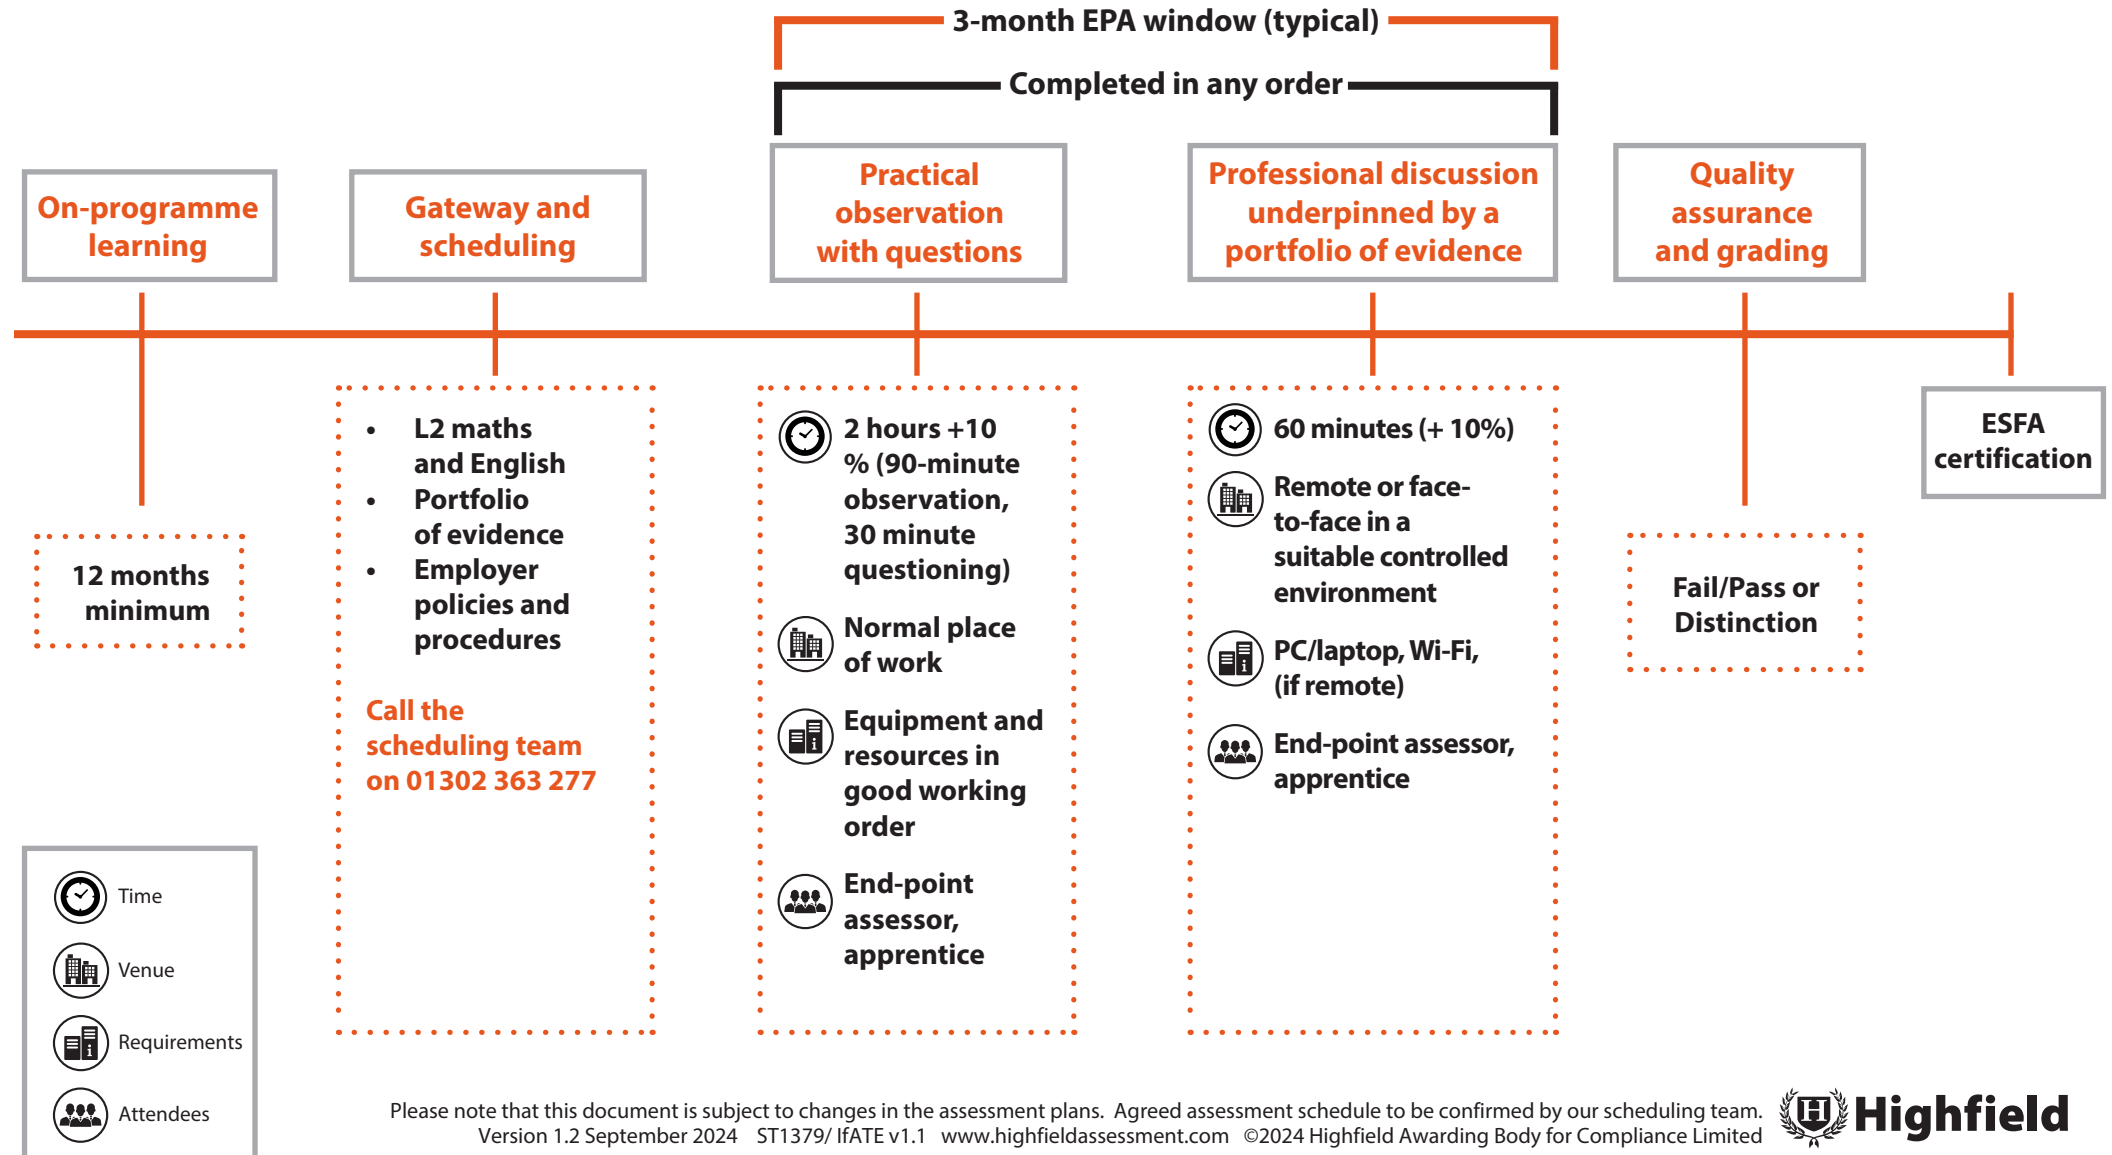 3-month EPA window (typical)
Completed in any order
On-programme
learning
Gateway and
scheduling
Practical
observation
with questions
Professional discussion
underpinned by a
portfolio of evidence
Quality
assurance
and grading
12 months
minimum
• L2 maths
and English
• Portfolio
of evidence
• Employer
policies and
procedures
Call the
scheduling team
on 01302 363 277
2 hours +10
% (90-minute
observation,
30 minute
questioning)
Normal place
of work
Equipment and
resources in
good working
order
End-point
assessor,
apprentice
60 minutes (+ 10%)
Remote or face-
to-face in a
suitable controlled
environment
PC/laptop, Wi-Fi,
(if remote)
End-point assessor,
apprentice
Fail/Pass or
Distinction
ESFA
certification
Time
Venue
Requirements
Attendees
Please note that this document is subject to changes in the assessment plans. Agreed assessment schedule to be confirmed by our scheduling team.
Version 1.2 September 2024 ST1379/ IfATE v1.1 www.highfieldassessment.com ©2024 Highfield Awarding Body for Compliance Limited
H Highfield